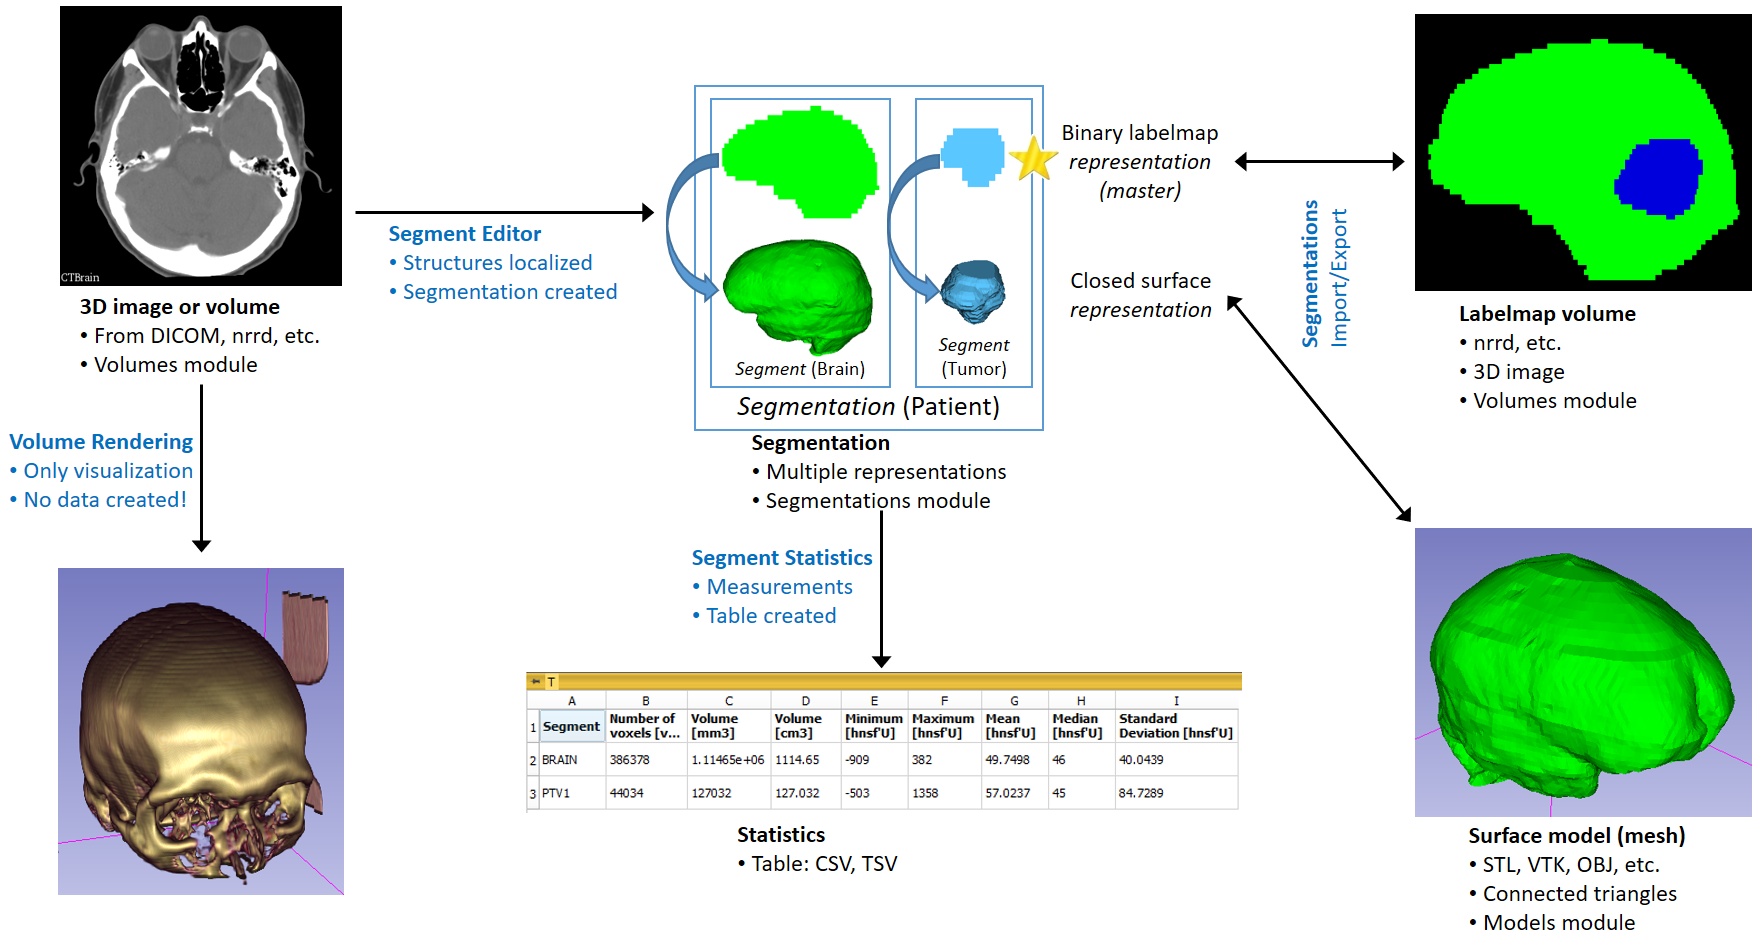 CTBrain
3D image or volume
• From DICOM, nrrd, etc.
• Volumes module
Segment Editor
• Structures localized
• Segmentation created
Volume Rendering
• Only visualization
• No data created!
Segment (Brain)
Segment
(Tumor)
Segmentation (Patient)
Segmentation
• Multiple representations
• Segmentations module
Binary labelmap
representation
(master)
Closed surface
representation
Segmentations
Import/Export
Labelmap volume
• nrrd, etc.
• 3D image
• Volumes module
Segment Statistics
• Measurements
• Table created
T
A B C D E F G H I
1 Segment Number of voxels [v... Volume [mm3] Volume [cm3] Minimum [hnsf'U] Maximum [hnsf'U] Mean [hnsf'U] Median [hnsf'U] Standard Deviation [hnsf'U]
2 BRAIN 386378 1.11465e+06 1114.65 -909 382 49.7498 46 40.0439
3 PTV1 44034 127032 127.032 -503 1358 57.0237 45 84.7289
Statistics
• Table: CSV, TSV
Surface model (mesh)
• STL, VTK, OBJ, etc.
• Connected triangles
• Models module